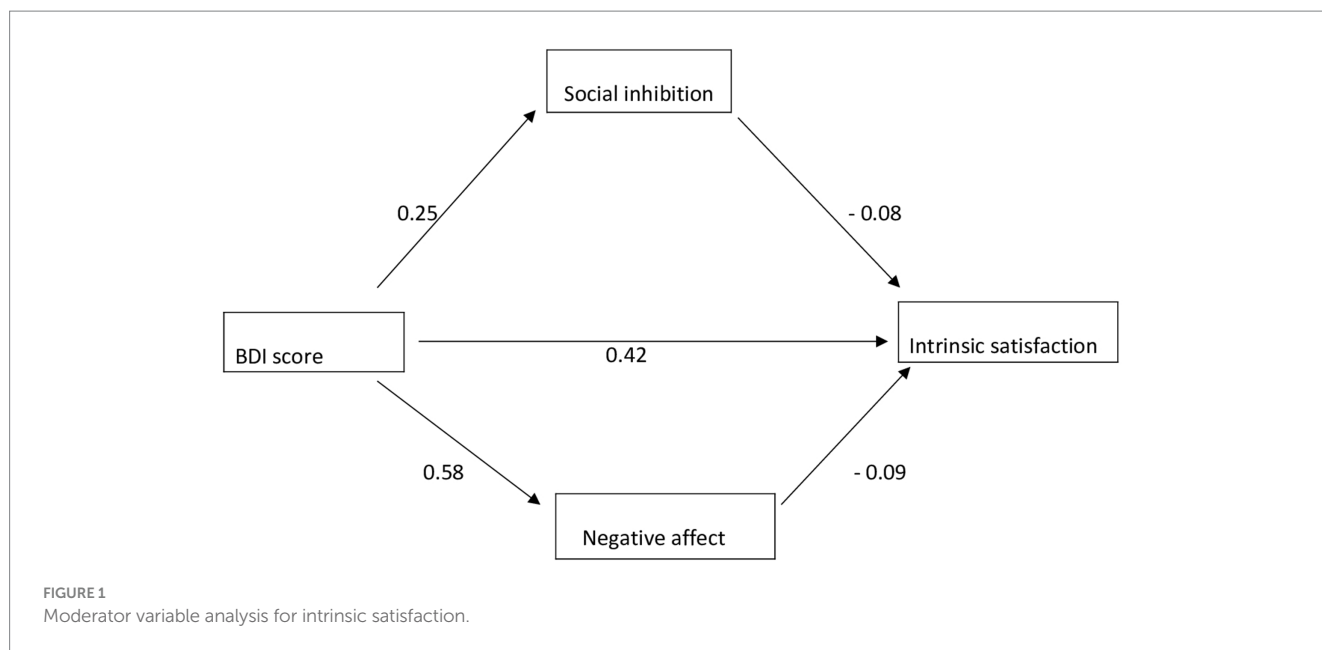 Social inhibition
0.25
- 0.08
BDI score
0.42
Intrinsic satisfaction
0.58
- 0.09
Negative affect
FIGURE 1
Moderator variable analysis for intrinsic satisfaction.